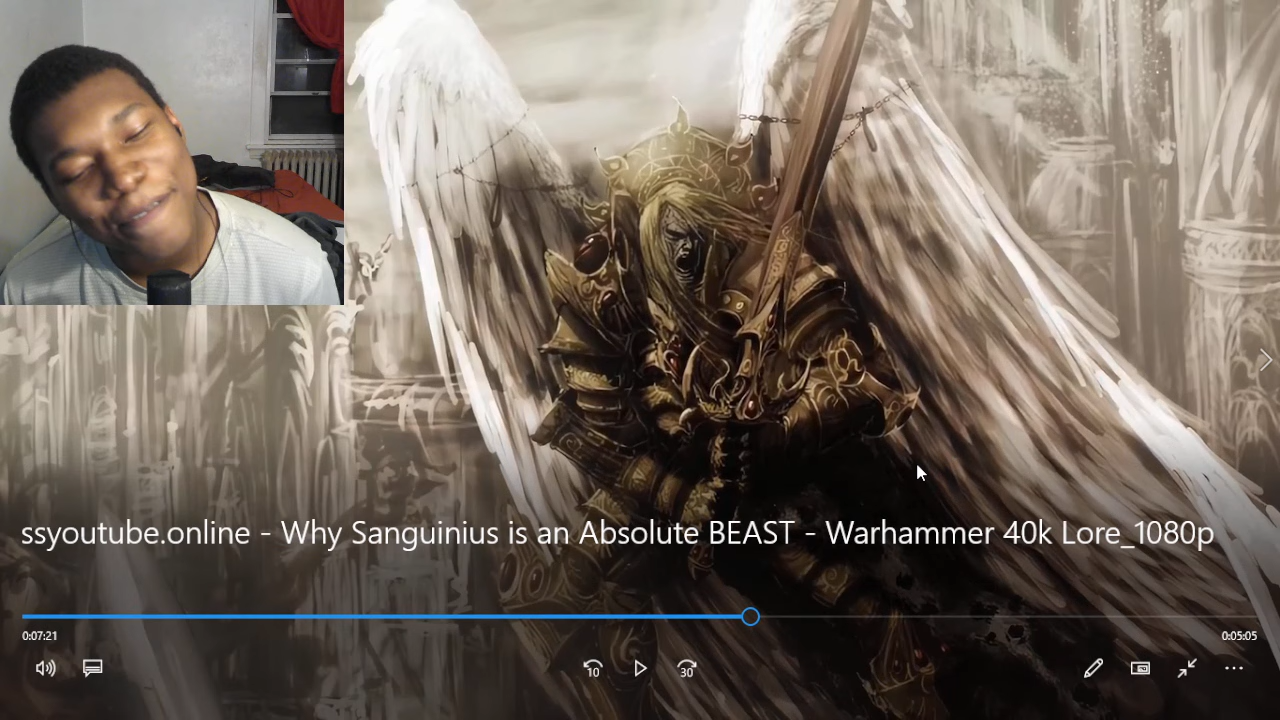 ssyoutube.online - Why Sanguinius is an Absolute BEAST - Warhammer 40k Lore_1080p
0:07:21
0:05:05
10
30